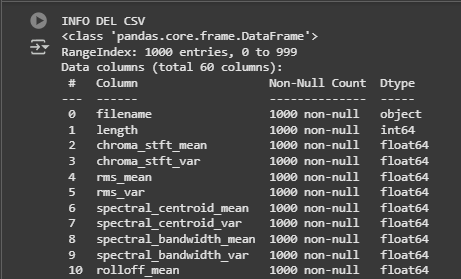 INFO DEL CSV
<class 'pandas.core.frame.DataFrame'>
RangeIndex: 1000 entries, 0 to 999
Data columns (total 60 columns):
 #   Column                   Non-Null Count  Dtype
---  ------                   --------------  -----
 0   filename                 1000 non-null   object
 1   length                   1000 non-null   int64
 2   chroma_stft_mean         1000 non-null   float64
 3   chroma_stft_var          1000 non-null   float64
 4   rms_mean                 1000 non-null   float64
 5   rms_var                  1000 non-null   float64
 6   spectral_centroid_mean   1000 non-null   float64
 7   spectral_centroid_var    1000 non-null   float64
 8   spectral_bandwidth_mean  1000 non-null   float64
 9   spectral_bandwidth_var   1000 non-null   float64
 10  rolloff_mean             1000 non-null   float64